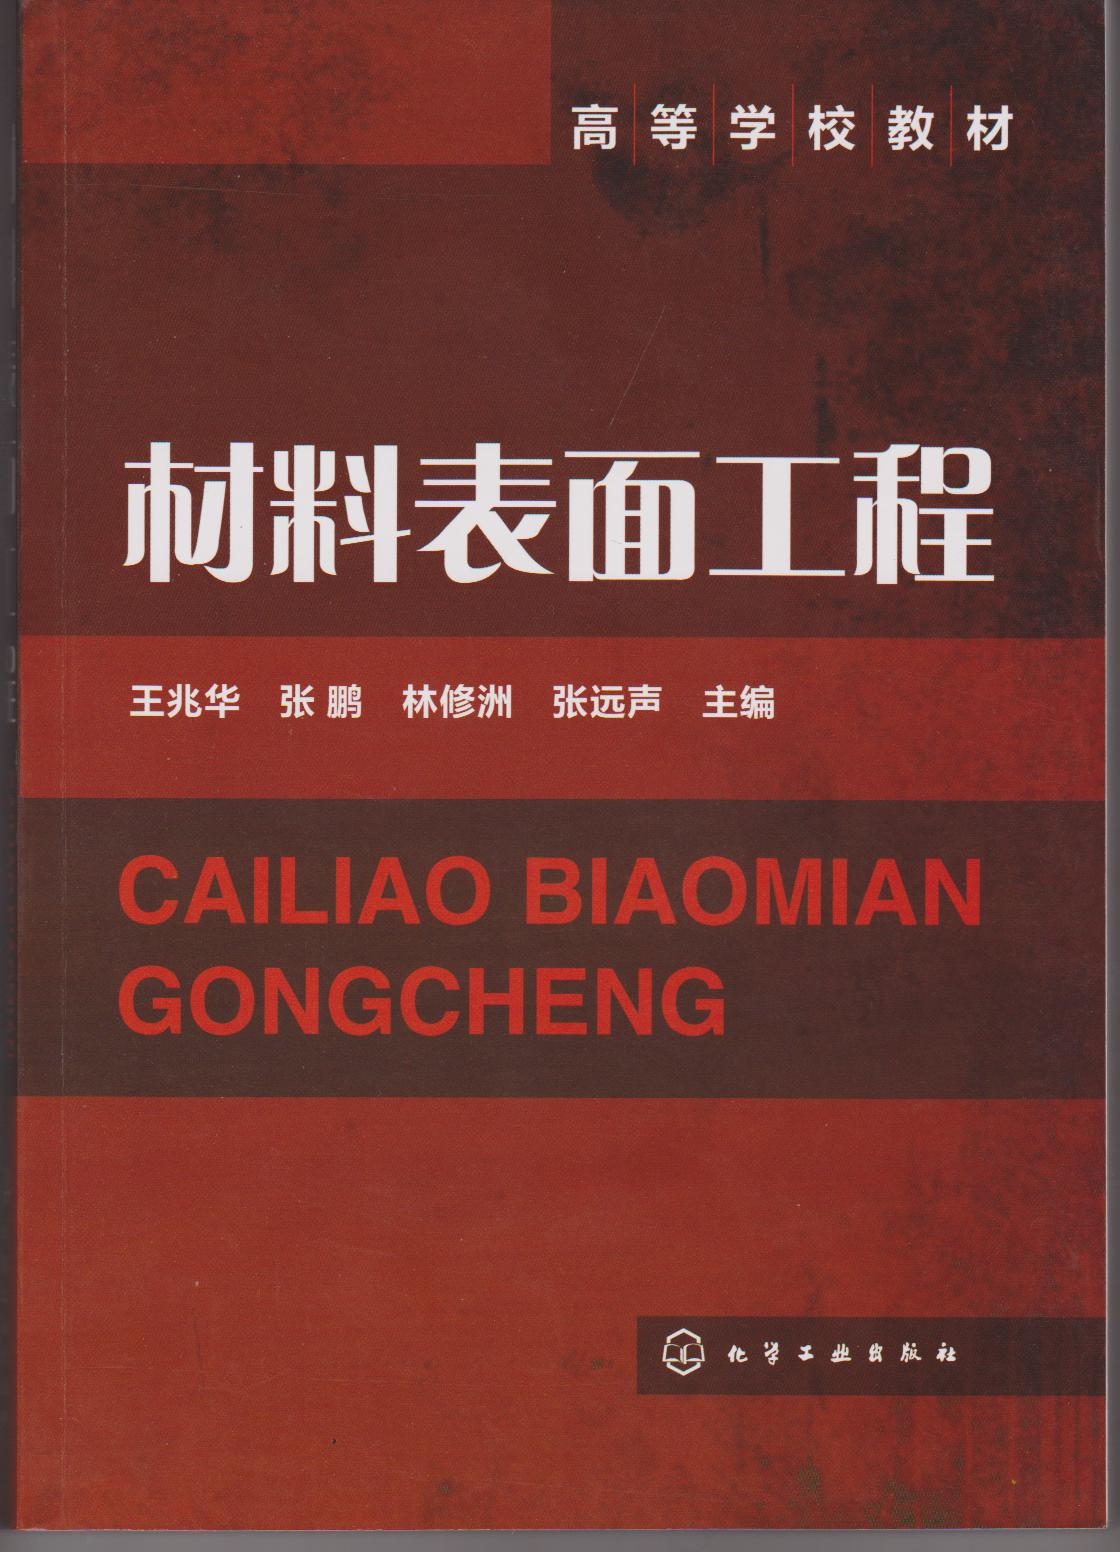 高等学校教材
材料表面工程
王兆华 张鹏 林修洲 张远声 主编
CAILIAO BIAOMIAN
GONGCHENG
化学工业出版社